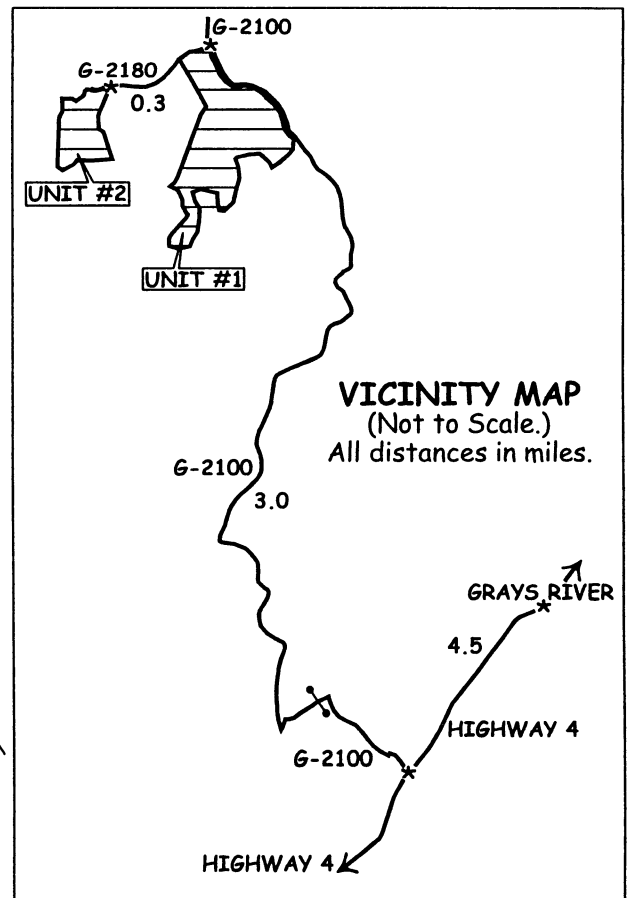 G-2100
G-2180
0.3
UNIT #2
UNIT #1
VICINITY MAP
(Not to Scale.)
All distances in miles.
G-2100
3.0
GRAYS RIVER
4.5
HIGHWAY 4
G-2100
HIGHWAY 4